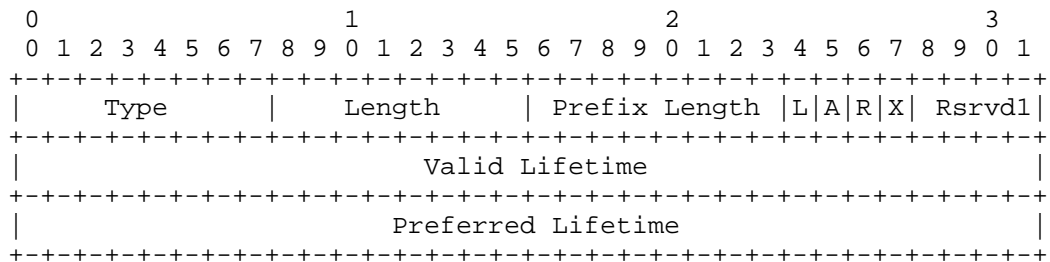 0                   1                   2                   3
 0 1 2 3 4 5 6 7 8 9 0 1 2 3 4 5 6 7 8 9 0 1 2 3 4 5 6 7 8 9 0 1
+-+-+-+-+-+-+-+-+-+-+-+-+-+-+-+-+-+-+-+-+-+-+-+-+-+-+-+-+-+-+-+-+
|     Type      |    Length     | Prefix Length |L|A|R|X| Rsrvd1|
+-+-+-+-+-+-+-+-+-+-+-+-+-+-+-+-+-+-+-+-+-+-+-+-+-+-+-+-+-+-+-+-+
|                         Valid Lifetime                        |
+-+-+-+-+-+-+-+-+-+-+-+-+-+-+-+-+-+-+-+-+-+-+-+-+-+-+-+-+-+-+-+-+
|                       Preferred Lifetime                      |
+-+-+-+-+-+-+-+-+-+-+-+-+-+-+-+-+-+-+-+-+-+-+-+-+-+-+-+-+-+-+-+-+